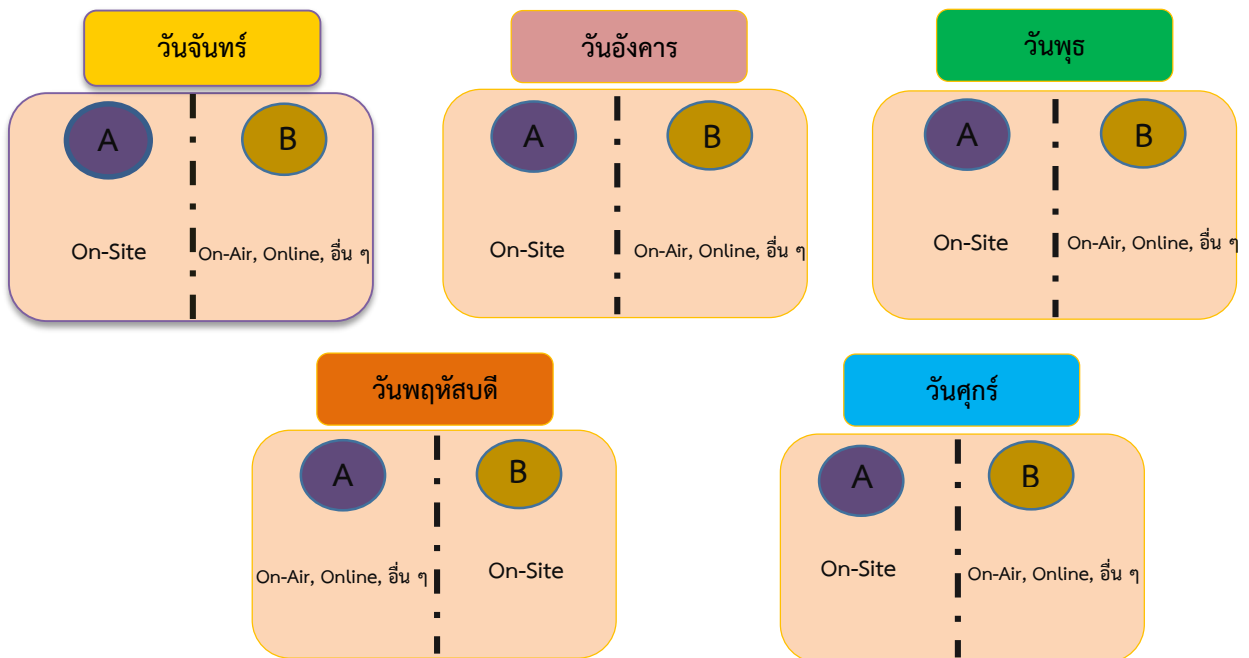 วันจันทร์
A
B
On-Site
On-Air, Online, อื่น ๆ
วันอังคาร
A
B
On-Site
On-Air, Online, อื่น ๆ
วันพุธ
A
B
On-Site
On-Air, Online, อื่น ๆ
วันพฤหัสบดี
A
B
On-Air, Online, อื่น ๆ
On-Site
วันศุกร์
A
B
On-Site
On-Air, Online, อื่น ๆ